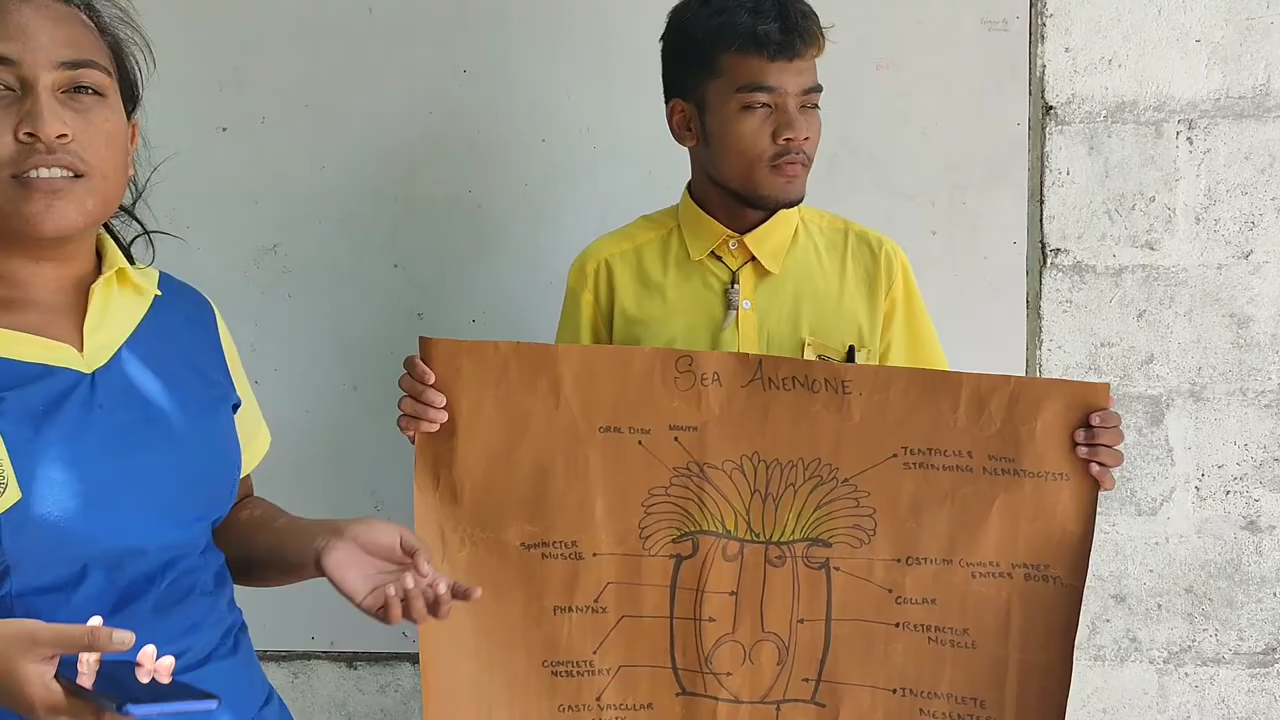 SEA ANEMONE.
ORAL DISK
MOUTH
TENTACLES WITH
STRINGING NEMATOCYSTS
SPHINCTER
MUSCLE
OSTIUM (WHERE WATER
ENTERS BODY)
COLLAR
PHANYNX
RETRACTOR
MUSCLE
COMPLETE
MESENTERY
GASTO VASCULAR
INCOMPLETE